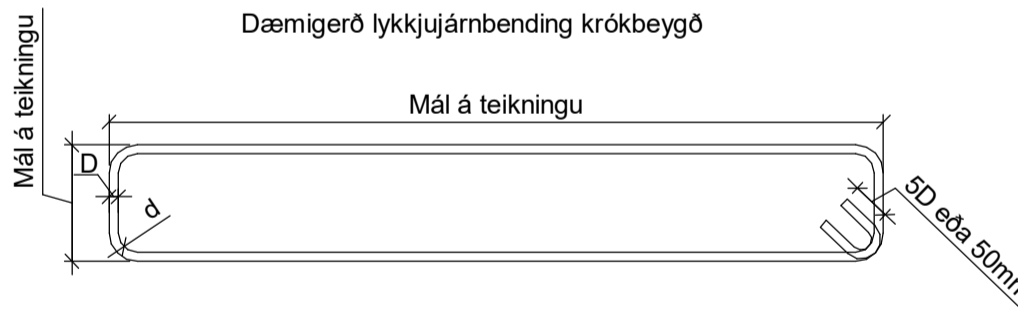 Dæmigerð lykkjujárnbending krókbeygð
Mál á teikningu
Mál á teikningu
D
d
5D eða 50mm